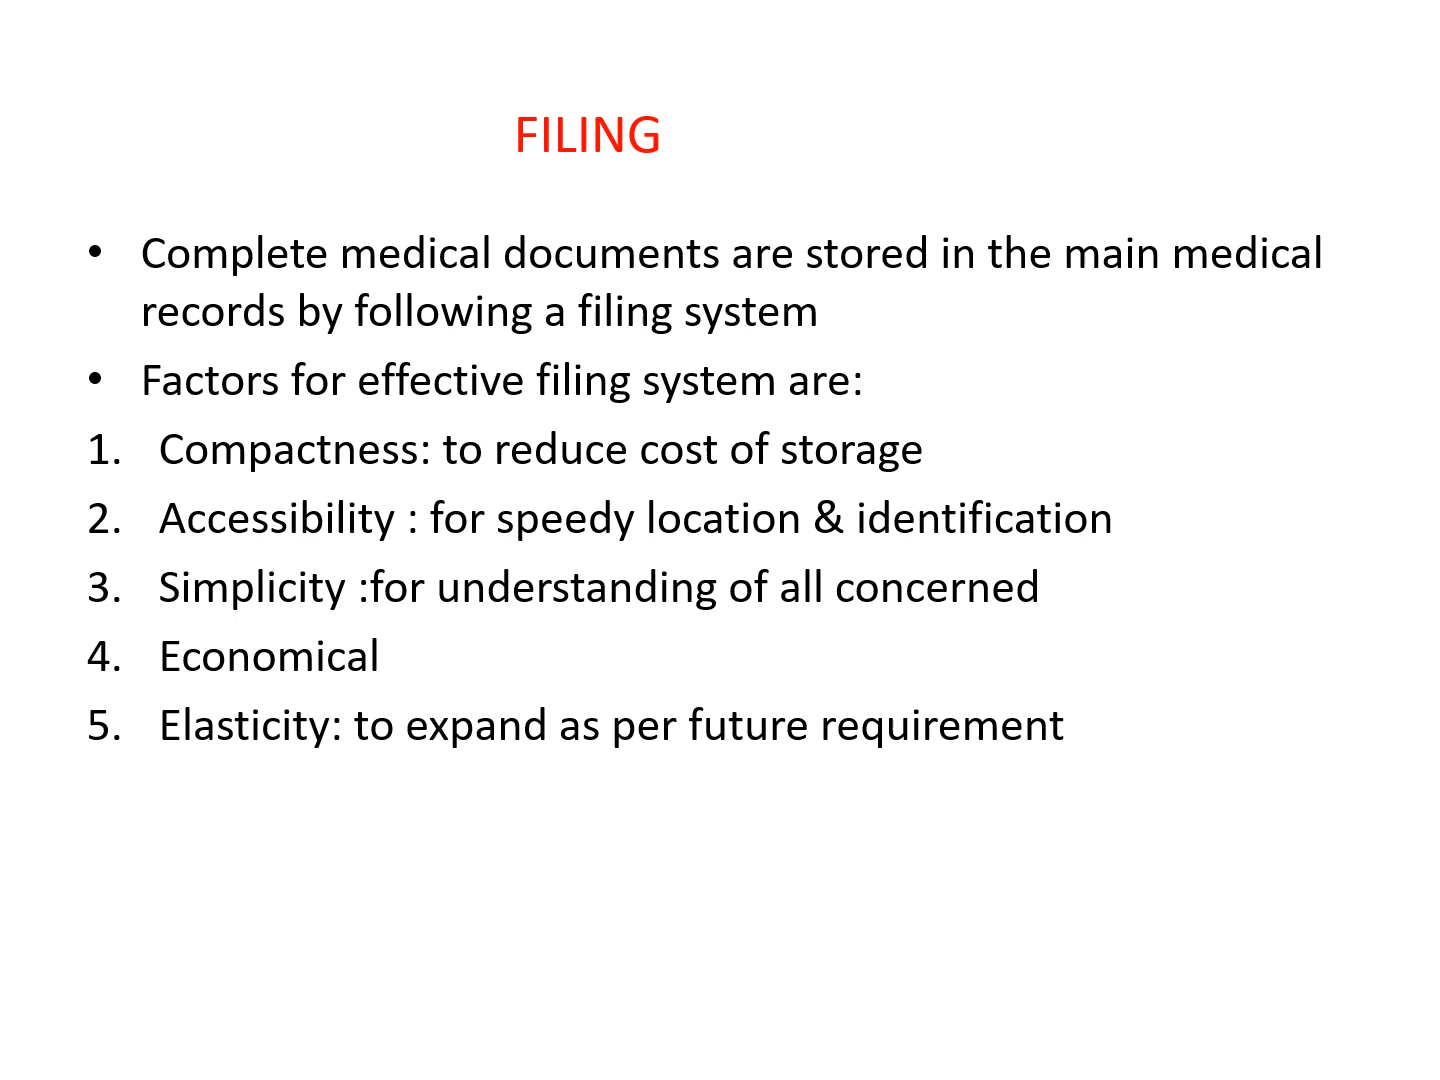 FILING
• Complete medical documents are stored in the main medical
records by following a filing system
• Factors for effective filing system are:
1. Compactness: to reduce cost of storage
2. Accessibility : for speedy location & identification
3. Simplicity :for understanding of all concerned
4. Economical
5. Elasticity: to expand as per future requirement